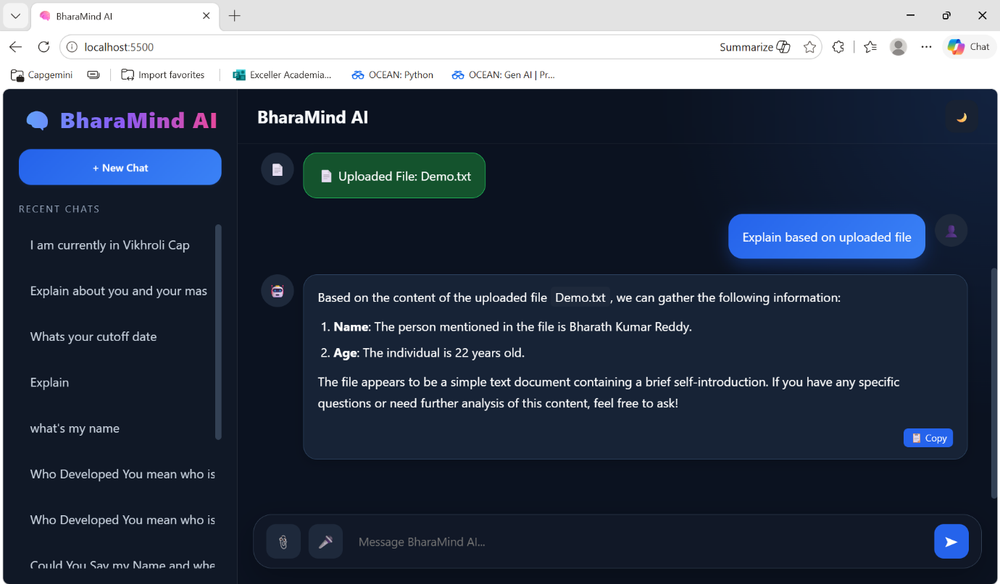 BharaMind AI
localhost:5500
Summarize
Chat
Capgemini
Import favorites
Exceller Academia...
OCEAN: Python
OCEAN: Gen AI | Pr...
BharaMind AI
+ New Chat
RECENT CHATS
I am currently in Vikhroli Cap
Explain about you and your mas
Whats your cutoff date
Explain
what's my name
Who Developed You mean who is
Who Developed You mean who is
Could You Say my Name and whe
BharaMind AI
Uploaded File: Demo.txt
Explain based on uploaded file
Based on the content of the uploaded file Demo.txt , we can gather the following information:
1. Name: The person mentioned in the file is Bharath Kumar Reddy.
2. Age: The individual is 22 years old.
The file appears to be a simple text document containing a brief self-introduction. If you have any specific
questions or need further analysis of this content, feel free to ask!
Copy
Message BharaMind AI...